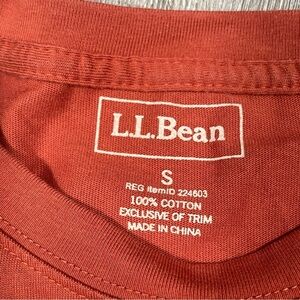 L.L.Bean
S
REG ItemID 224603
100% COTTON
EXCLUSIVE OF TRIM
MADE IN CHINA